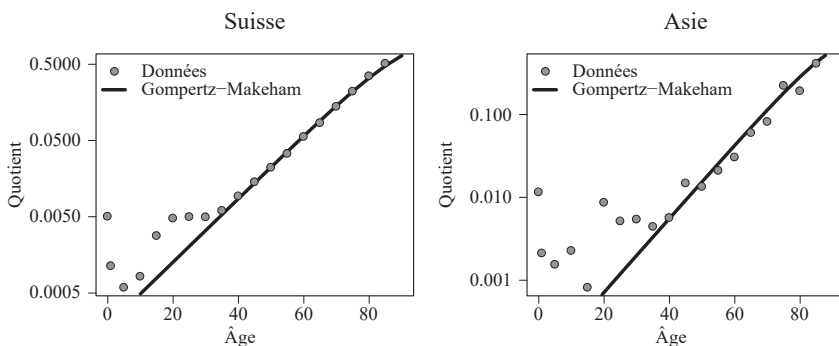 Suisse
0.5000
0.0500
0.0050
0.0005
Quotient
Données
Gompertz−Makeham
0 20 40 60 80
Âge
Asie
0.100
0.010
0.001
Quotient
Données
Gompertz−Makeham
0 20 40 60 80
Âge